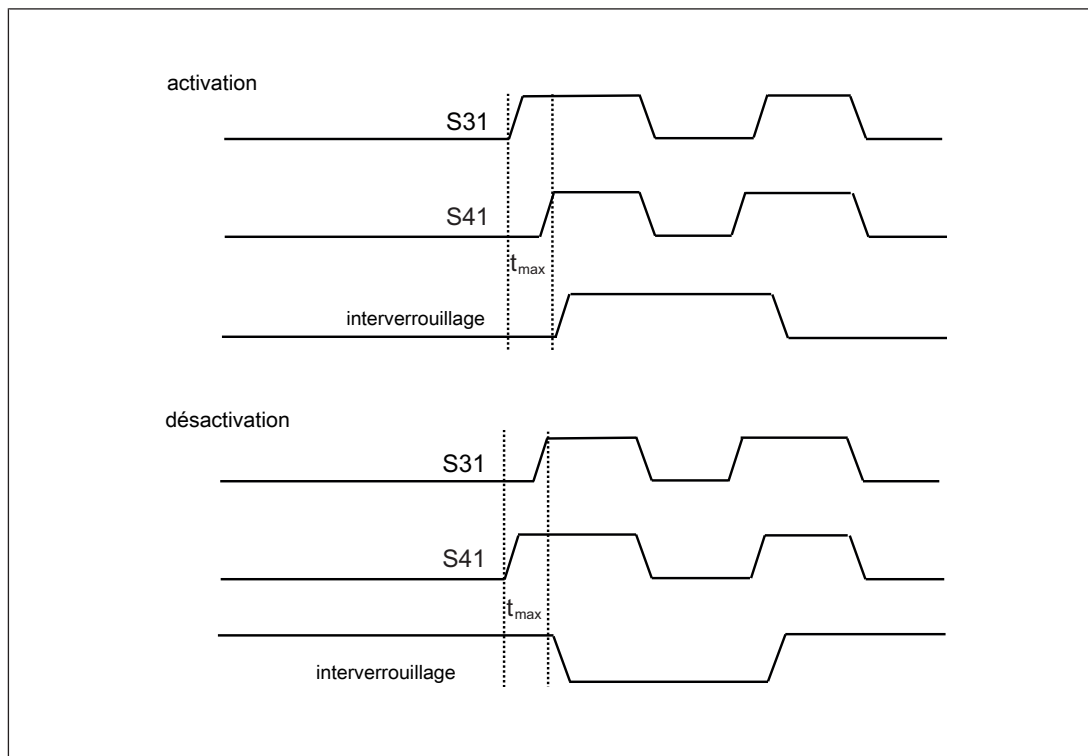 activation
S31
S41
tmax
interverrouillage
désactivation
S31
S41
tmax
interverrouillage